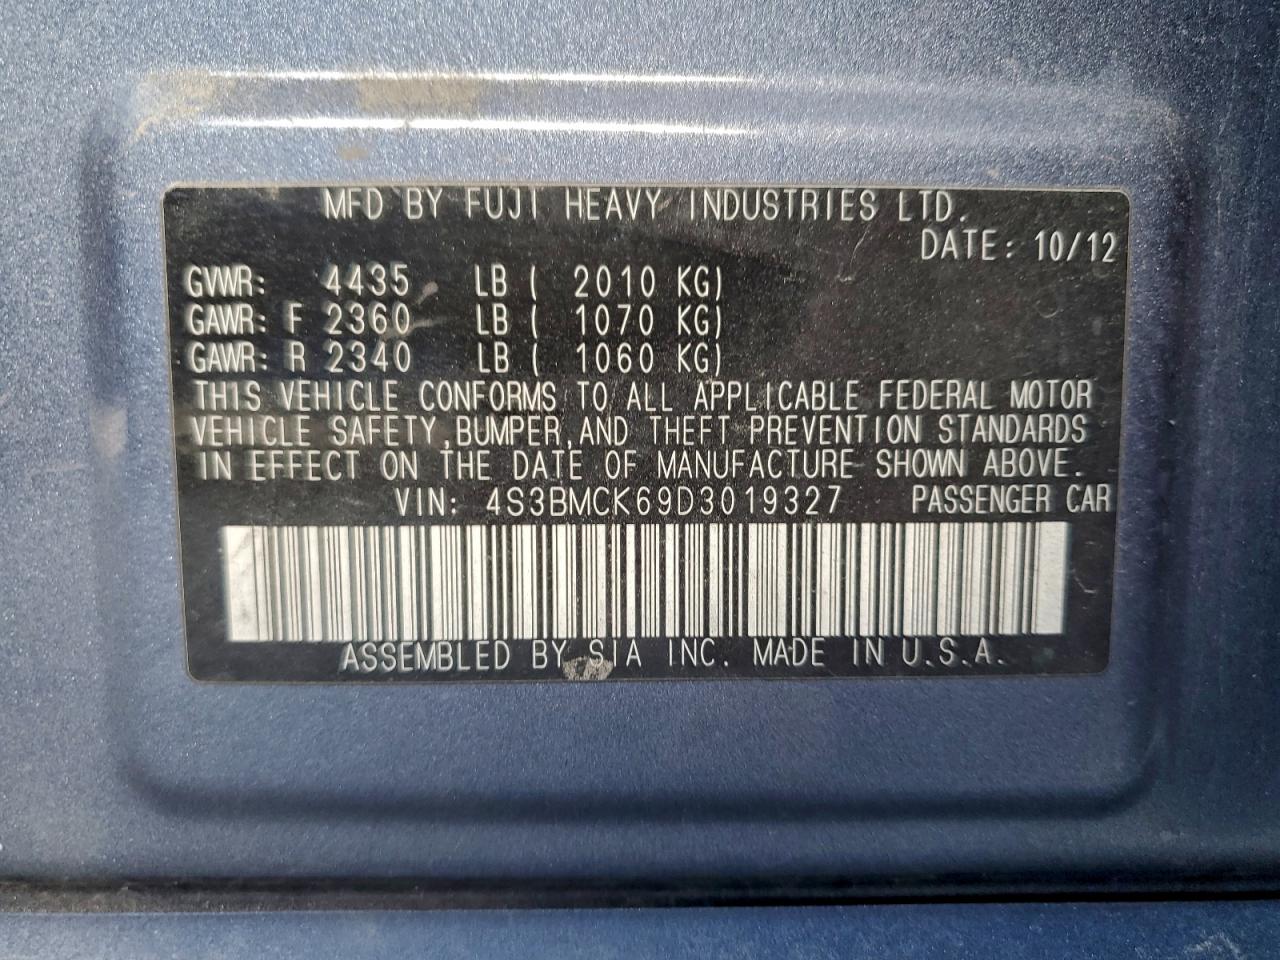 MFD BY FUJI HEAVY INDUSTRIES LTD.
DATE: 10/12
GVWR: 4435 LB ( 2010 KG)
GAWR: F 2360 LB ( 1070 KG)
GAWR: R 2340 LB ( 1060 KG)
THIS VEHICLE CONFORMS TO ALL APPLICABLE FEDERAL MOTOR
VEHICLE SAFETY,BUMPER,AND THEFT PREVENTION STANDARDS
IN EFFECT ON THE DATE OF MANUFACTURE SHOWN ABOVE.
VIN: 4S3BMCK69D3019327 PASSENGER CAR
ASSEMBLED BY SIA INC. MADE IN U.S.A.